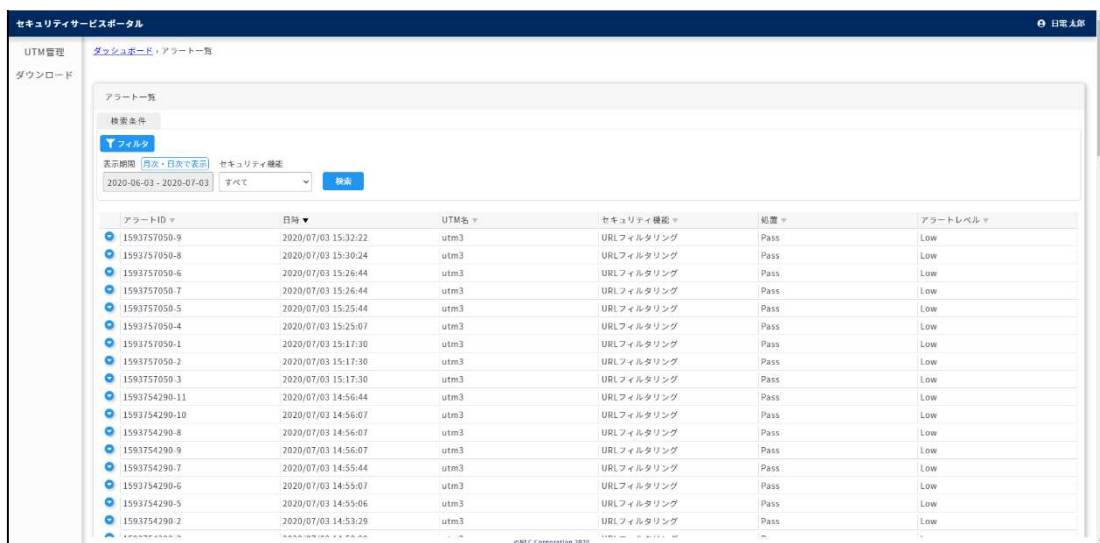 セキュリティサービスポータル 日電 太郎
UTM管理
ダウンロード
ダッシュボード › アラート一覧
アラート一覧
検索条件
フィルタ
表示期間 月次・日次で表示 セキュリティ機能
2020-06-03 - 2020-07-03 すべて 検索
アラートID 日時 UTM名 セキュリティ機能 処置 アラートレベル
1593757050-9 2020/07/03 15:32:22 utm3 URLフィルタリング Pass Low
1593757050-8 2020/07/03 15:30:24 utm3 URLフィルタリング Pass Low
1593757050-6 2020/07/03 15:26:44 utm3 URLフィルタリング Pass Low
1593757050-7 2020/07/03 15:26:44 utm3 URLフィルタリング Pass Low
1593757050-5 2020/07/03 15:25:44 utm3 URLフィルタリング Pass Low
1593757050-4 2020/07/03 15:25:07 utm3 URLフィルタリング Pass Low
1593757050-1 2020/07/03 15:17:30 utm3 URLフィルタリング Pass Low
1593757050-2 2020/07/03 15:17:30 utm3 URLフィルタリング Pass Low
1593757050-3 2020/07/03 15:17:30 utm3 URLフィルタリング Pass Low
1593754290-11 2020/07/03 14:56:44 utm3 URLフィルタリング Pass Low
1593754290-10 2020/07/03 14:56:07 utm3 URLフィルタリング Pass Low
1593754290-8 2020/07/03 14:56:07 utm3 URLフィルタリング Pass Low
1593754290-9 2020/07/03 14:56:07 utm3 URLフィルタリング Pass Low
1593754290-7 2020/07/03 14:55:44 utm3 URLフィルタリング Pass Low
1593754290-6 2020/07/03 14:55:07 utm3 URLフィルタリング Pass Low
1593754290-5 2020/07/03 14:55:06 utm3 URLフィルタリング Pass Low
1593754290-2 2020/07/03 14:53:29 utm3 URLフィルタリング Pass Low
©NEC Corporation 2020